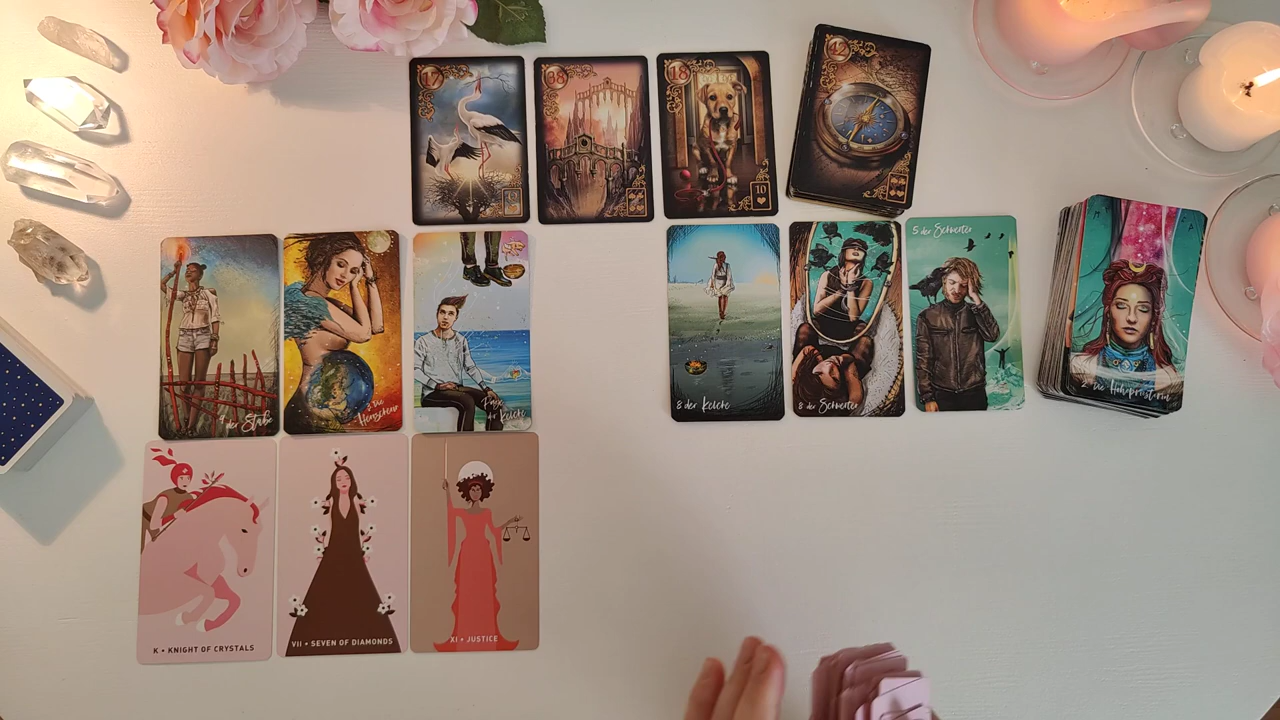 17
38
18
10
42
5 der Schwerter
8 der Kelche
8 der Schwerter
2 Die Hohepriesterin
der Stäbe
Die
Herrscherin
Page
der Kelche
K • KNIGHT OF CRYSTALS
VII • SEVEN OF DIAMONDS
XI • JUSTICE